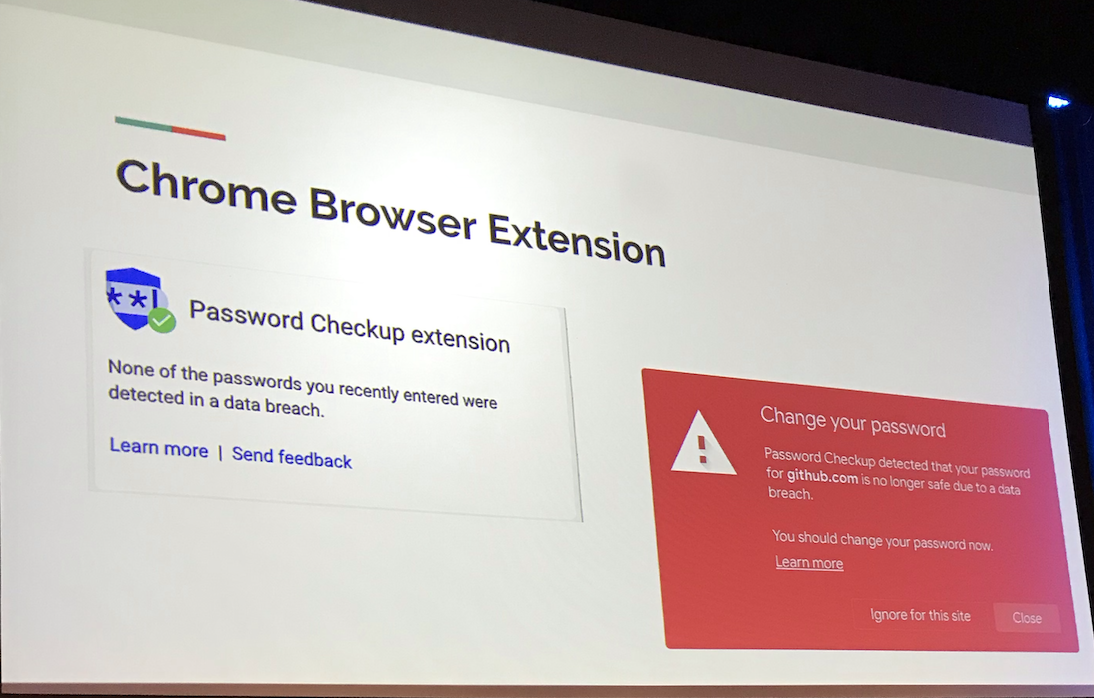 Chrome Browser Extension
**|
Password Checkup extension
None of the passwords you recently entered were
detected in a data breach.
Learn more | Send feedback
Change your password
Password Checkup detected that your password
for github.com is no longer safe due to a data
breach.
You should change your password now.
Learn more
Ignore for this site Close